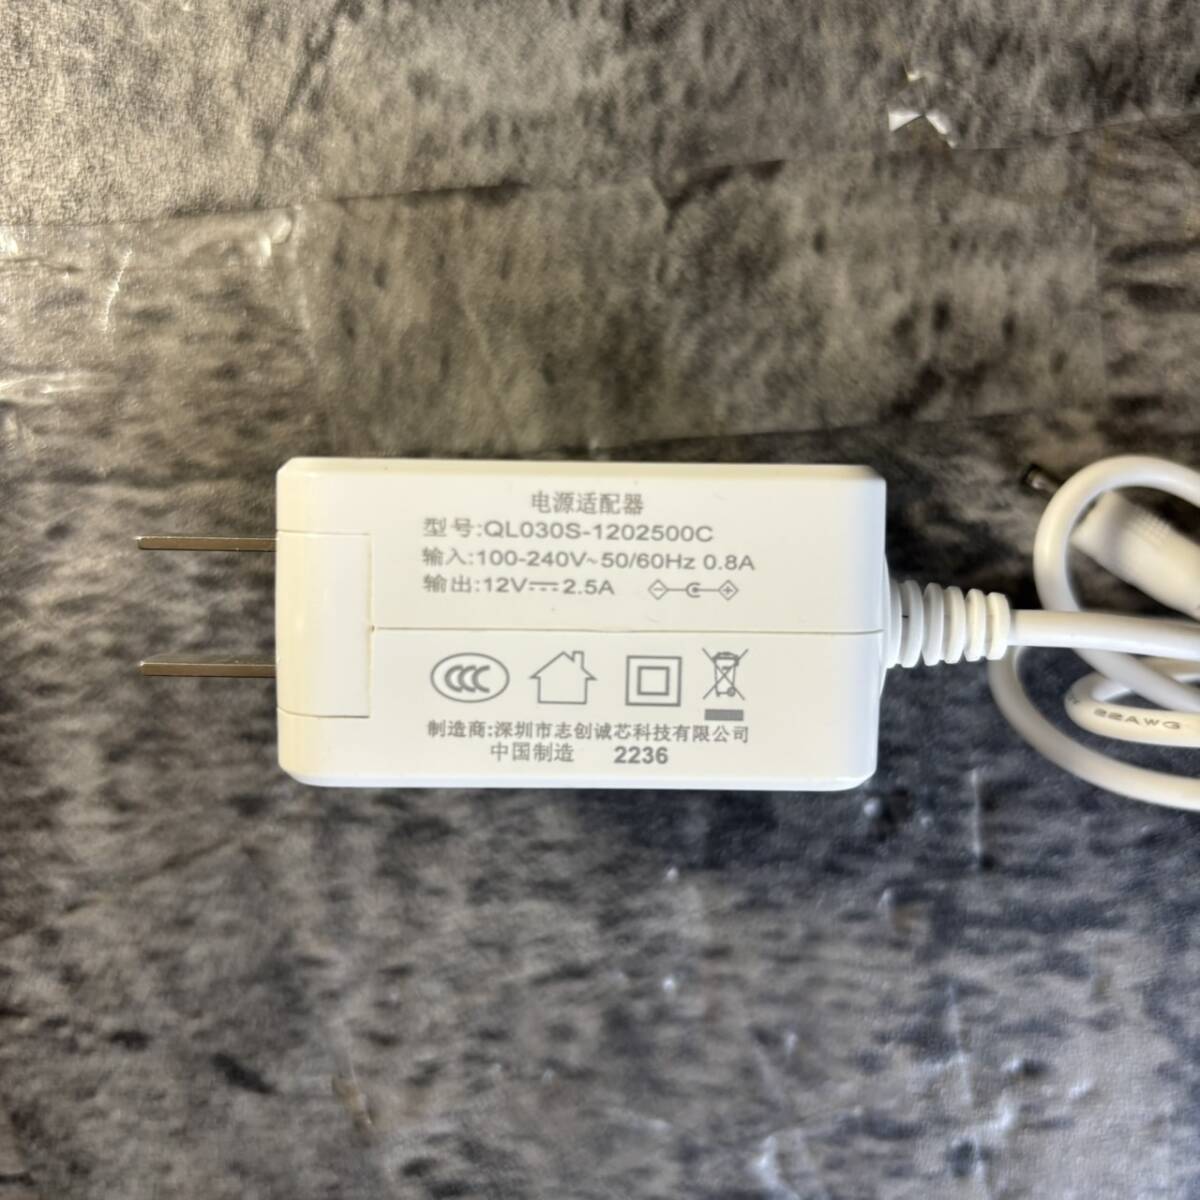 电源适配器
型号:QL030S-1202500C
输入:100-240V~50/60Hz 0.8A
输出:12V⎓2.5A
CCC
制造商:深圳市志创诚芯科技有限公司
中国制造 2236
22AWG